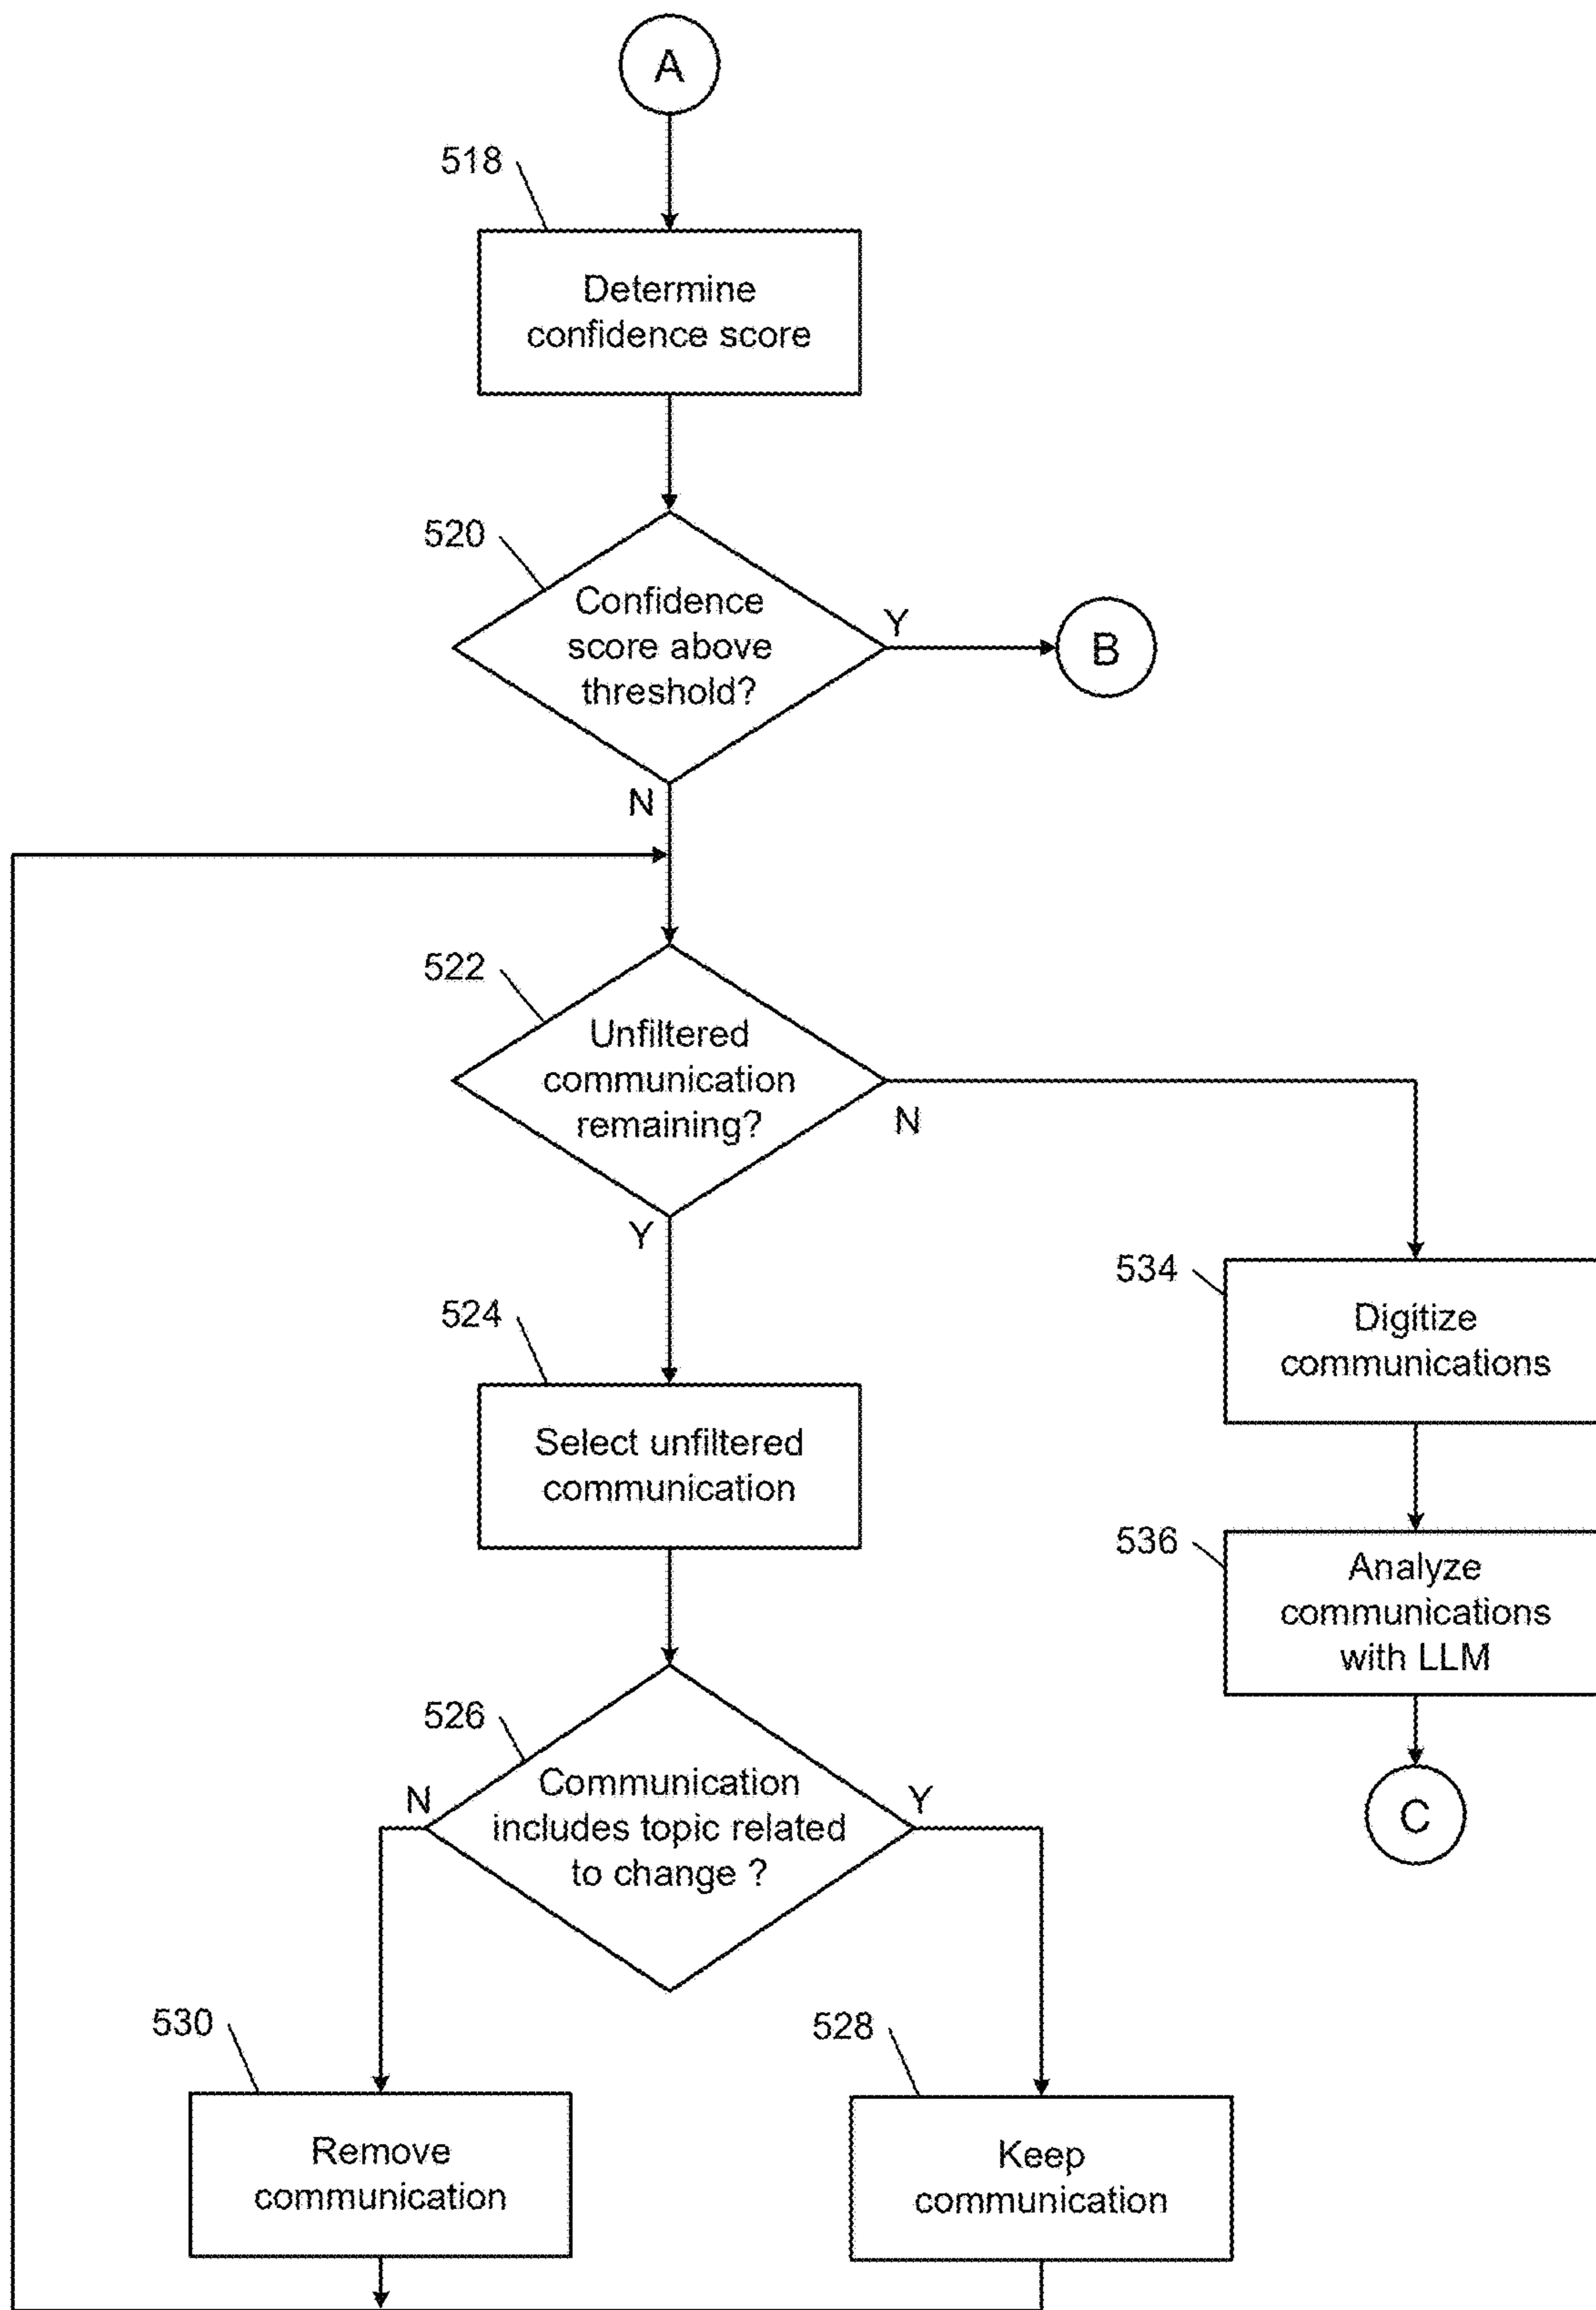 A
518
Determine
confidence score
520
Confidence
score above
threshold?
Y
B
N
522
Unfiltered
communication
remaining?
N
Y
534
Digitize
communications
524
Select unfiltered
communication
536
Analyze
communications
with LLM
526
N
Communication
includes topic related
to change ?
Y
C
530
Remove
communication
528
Keep
communication